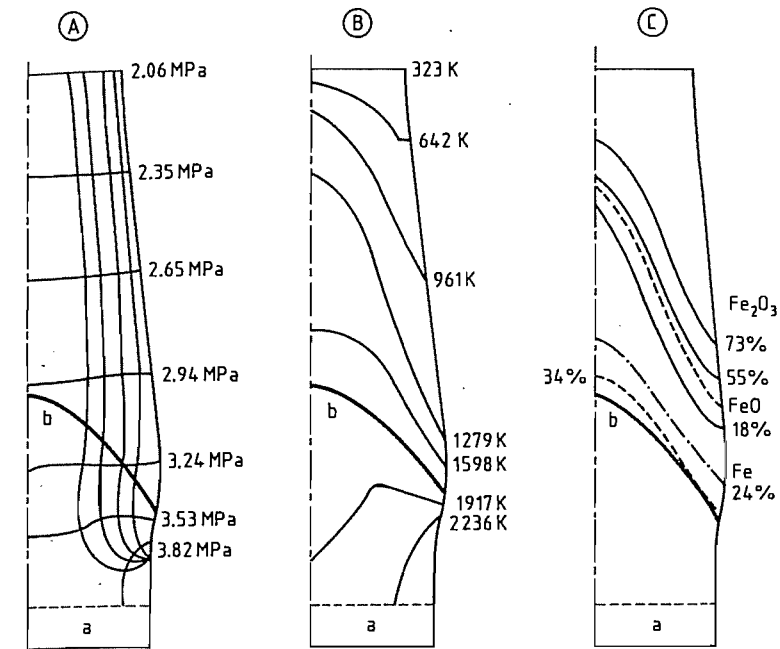 A
2.06 MPa
2.35 MPa
2.65 MPa
2.94 MPa
b
3.24 MPa
3.53 MPa
3.82 MPa
a
B
323 K
642 K
961K
b
1279 K
1598 K
1917 K
2236 K
a
C
Fe2O3
73%
55%
FeO
18%
34%
b
Fe
24%
a